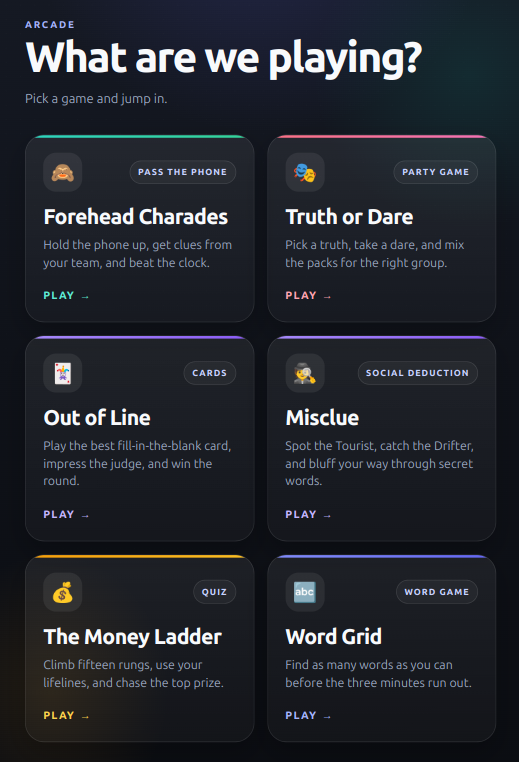 ARCADE
What are we playing?
Pick a game and jump in.
PASS THE PHONE
Forehead Charades
Hold the phone up, get clues from
your team, and beat the clock.
PLAY →
PARTY GAME
Truth or Dare
Pick a truth, take a dare, and mix
the packs for the right group.
PLAY →
CARDS
Out of Line
Play the best fill-in-the-blank card,
impress the judge, and win the
round.
PLAY →
SOCIAL DEDUCTION
Misclue
Spot the Tourist, catch the Drifter,
and bluff your way through secret
words.
PLAY →
QUIZ
The Money Ladder
Climb fifteen rungs, use your
lifelines, and chase the top prize.
PLAY →
abc
WORD GAME
Word Grid
Find as many words as you can
before the three minutes run out.
PLAY →